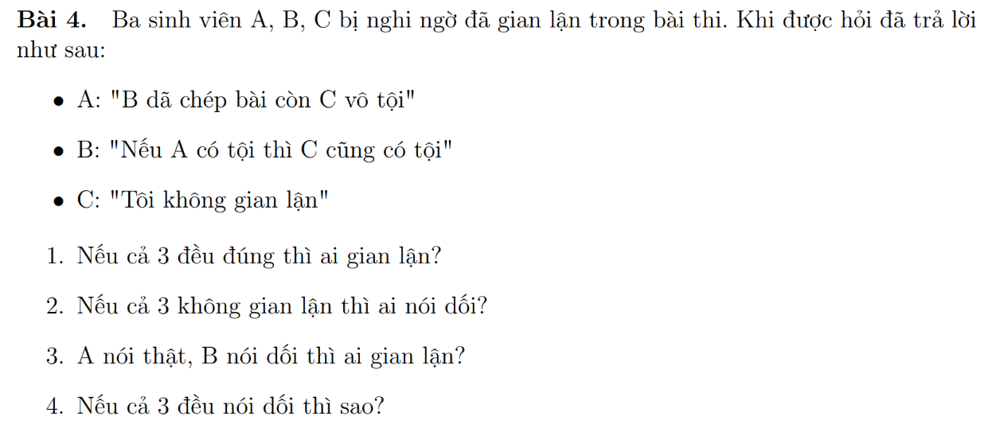 Bài 4. Ba sinh viên A, B, C bị nghi ngờ đã gian lận trong bài thi. Khi được hỏi đã trả lời
như sau:
• A: "B dã chép bài còn C vô tội"
• B: "Nếu A có tội thì C cũng có tội"
• C: "Tôi không gian lận"
1. Nếu cả 3 đều đúng thì ai gian lận?
2. Nếu cả 3 không gian lận thì ai nói dối?
3. A nói thật, B nói dối thì ai gian lận?
4. Nếu cả 3 đều nói dối thì sao?